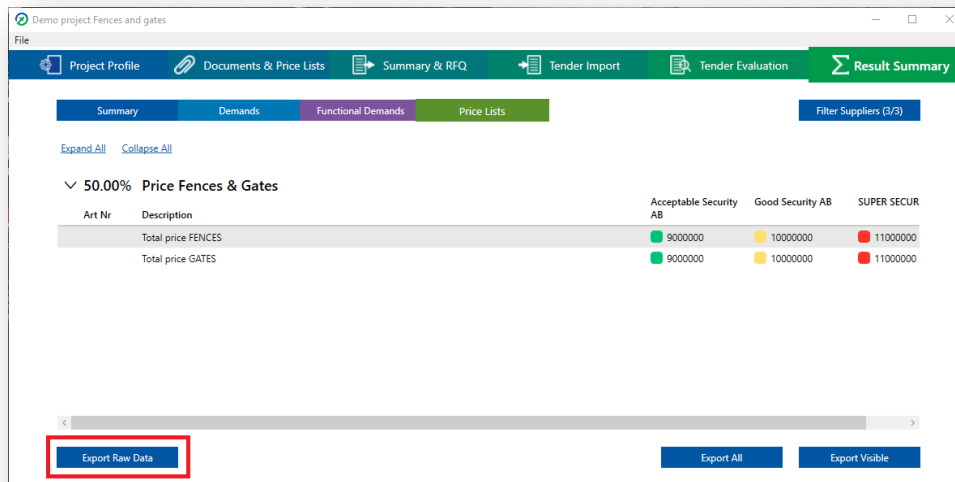 Demo project Fences and gates
File
Project Profile Documents & Price Lists Summary & RFQ Tender Import Tender Evaluation Result Summary
Summary Demands Functional Demands Price Lists Filter Suppliers (3/3)
Expand All Collapse All
50.00% Price Fences & Gates
Art Nr Description Acceptable Security AB Good Security AB SUPER SECUR
Total price FENCES 9000000 10000000 11000000
Total price GATES 9000000 10000000 11000000
Export Raw Data Export All Export Visible